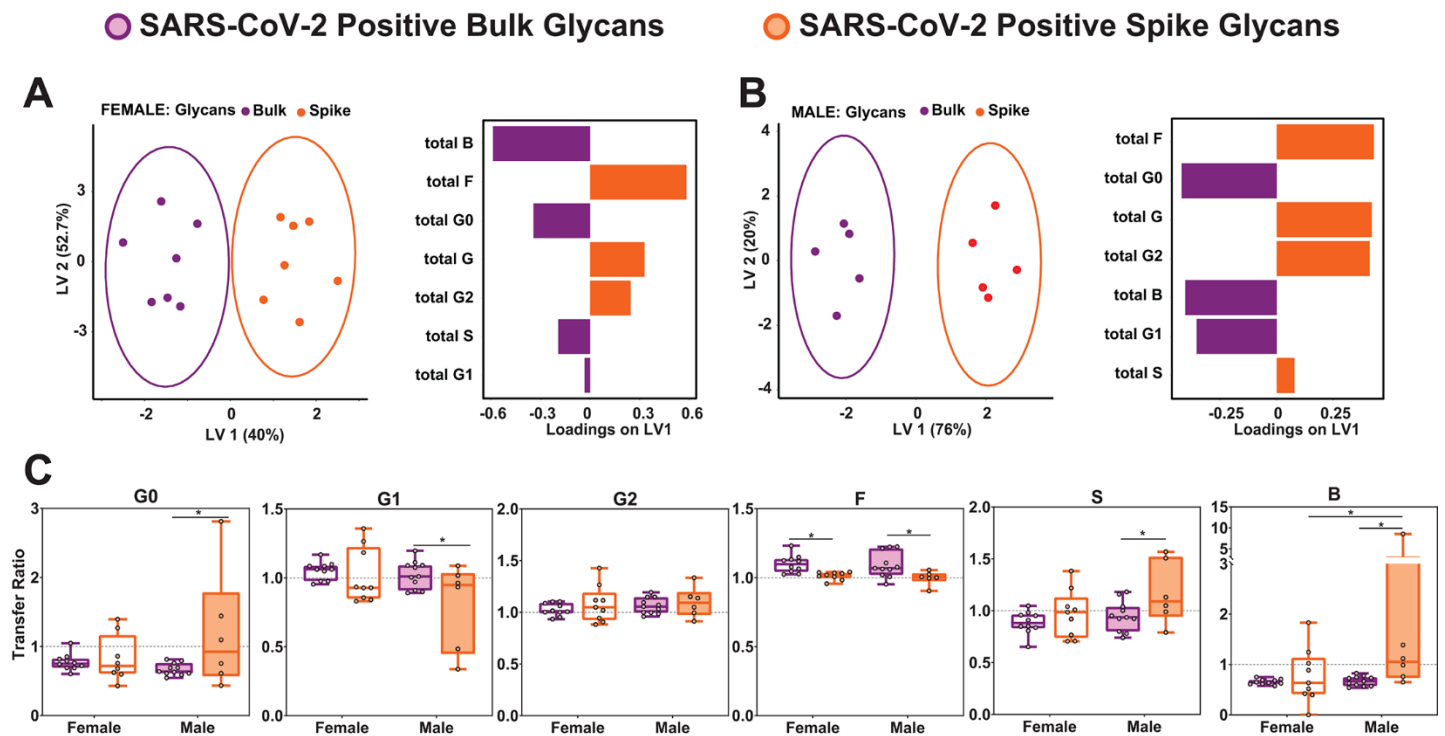 SARS-CoV-2 Positive Bulk Glycans SARS-CoV-2 Positive Spike Glycans
A
FEMALE: Glycans Bulk Spike
LV 2 (52.7%)
3
0
-3
-2 0 2
LV 1 (40%)
total B
total F
total G0
total G
total G2
total S
total G1
-0.6 -0.3 0 0.3 0.6
Loadings on LV1
B
MALE: Glycans Bulk Spike
LV 2 (20%)
4
2
0
-2
-4
-2 0 2
LV 1 (76%)
total F
total G0
total G
total G2
total B
total G1
total S
-0.25 0 0.25
Loadings on LV1
C
Transfer Ratio
G0
3
2
1
0
*
Female Male
G1
1.5
1.0
0.5
0.0
*
Female Male
G2
2.0
1.5
1.0
0.5
0.0
Female Male
F
1.5
1.0
0.5
0.0
* *
Female Male
S
2.0
1.5
1.0
0.5
0.0
*
Female Male
B
15
10
5
3
2
1
0
*
*
Female Male